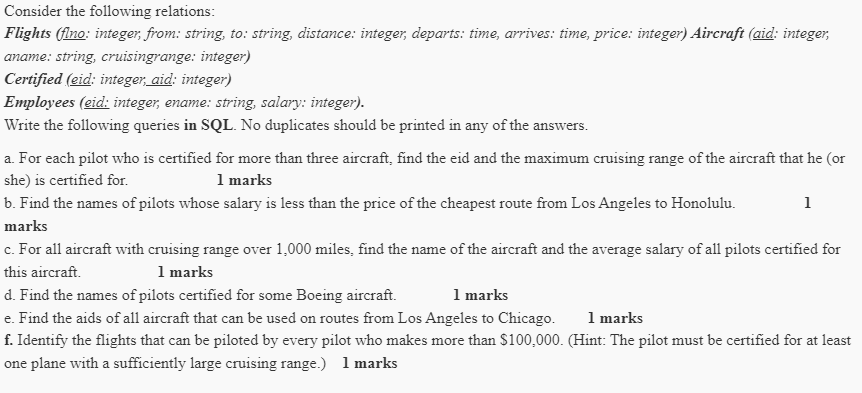 Consider the following relations:
Flights (flno: integer, from: string, to: string, distance: integer, departs: time, arrives: time, price: integer) Aircraft (aid: integer,
aname: string, cruisingrange: integer)
Certified (eid: integer, aid: integer)
Employees (eid: integer, ename: string, salary: integer).
Write the following queries in SQL. No duplicates should be printed in any of the answers.
a. For each pilot who is certified for more than three aircraft, find the eid and the maximum cruising range of the aircraft that he (or
she) is certified for. 1 marks
b. Find the names of pilots whose salary is less than the price of the cheapest route from Los Angeles to Honolulu. 1
marks
c. For all aircraft with cruising range over 1,000 miles, find the name of the aircraft and the average salary of all pilots certified for
this aircraft. 1 marks
d. Find the names of pilots certified for some Boeing aircraft. 1 marks
e. Find the aids of all aircraft that can be used on routes from Los Angeles to Chicago. 1 marks
f. Identify the flights that can be piloted by every pilot who makes more than $100,000. (Hint: The pilot must be certified for at least
one plane with a sufficiently large cruising range.) 1 marks